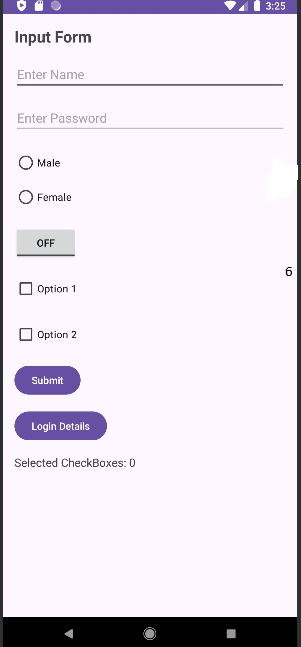 3:25
Input Form
Enter Name
Enter Password
Male
Female
OFF
6
Option 1
Option 2
Submit
Login Details
Selected CheckBoxes: 0